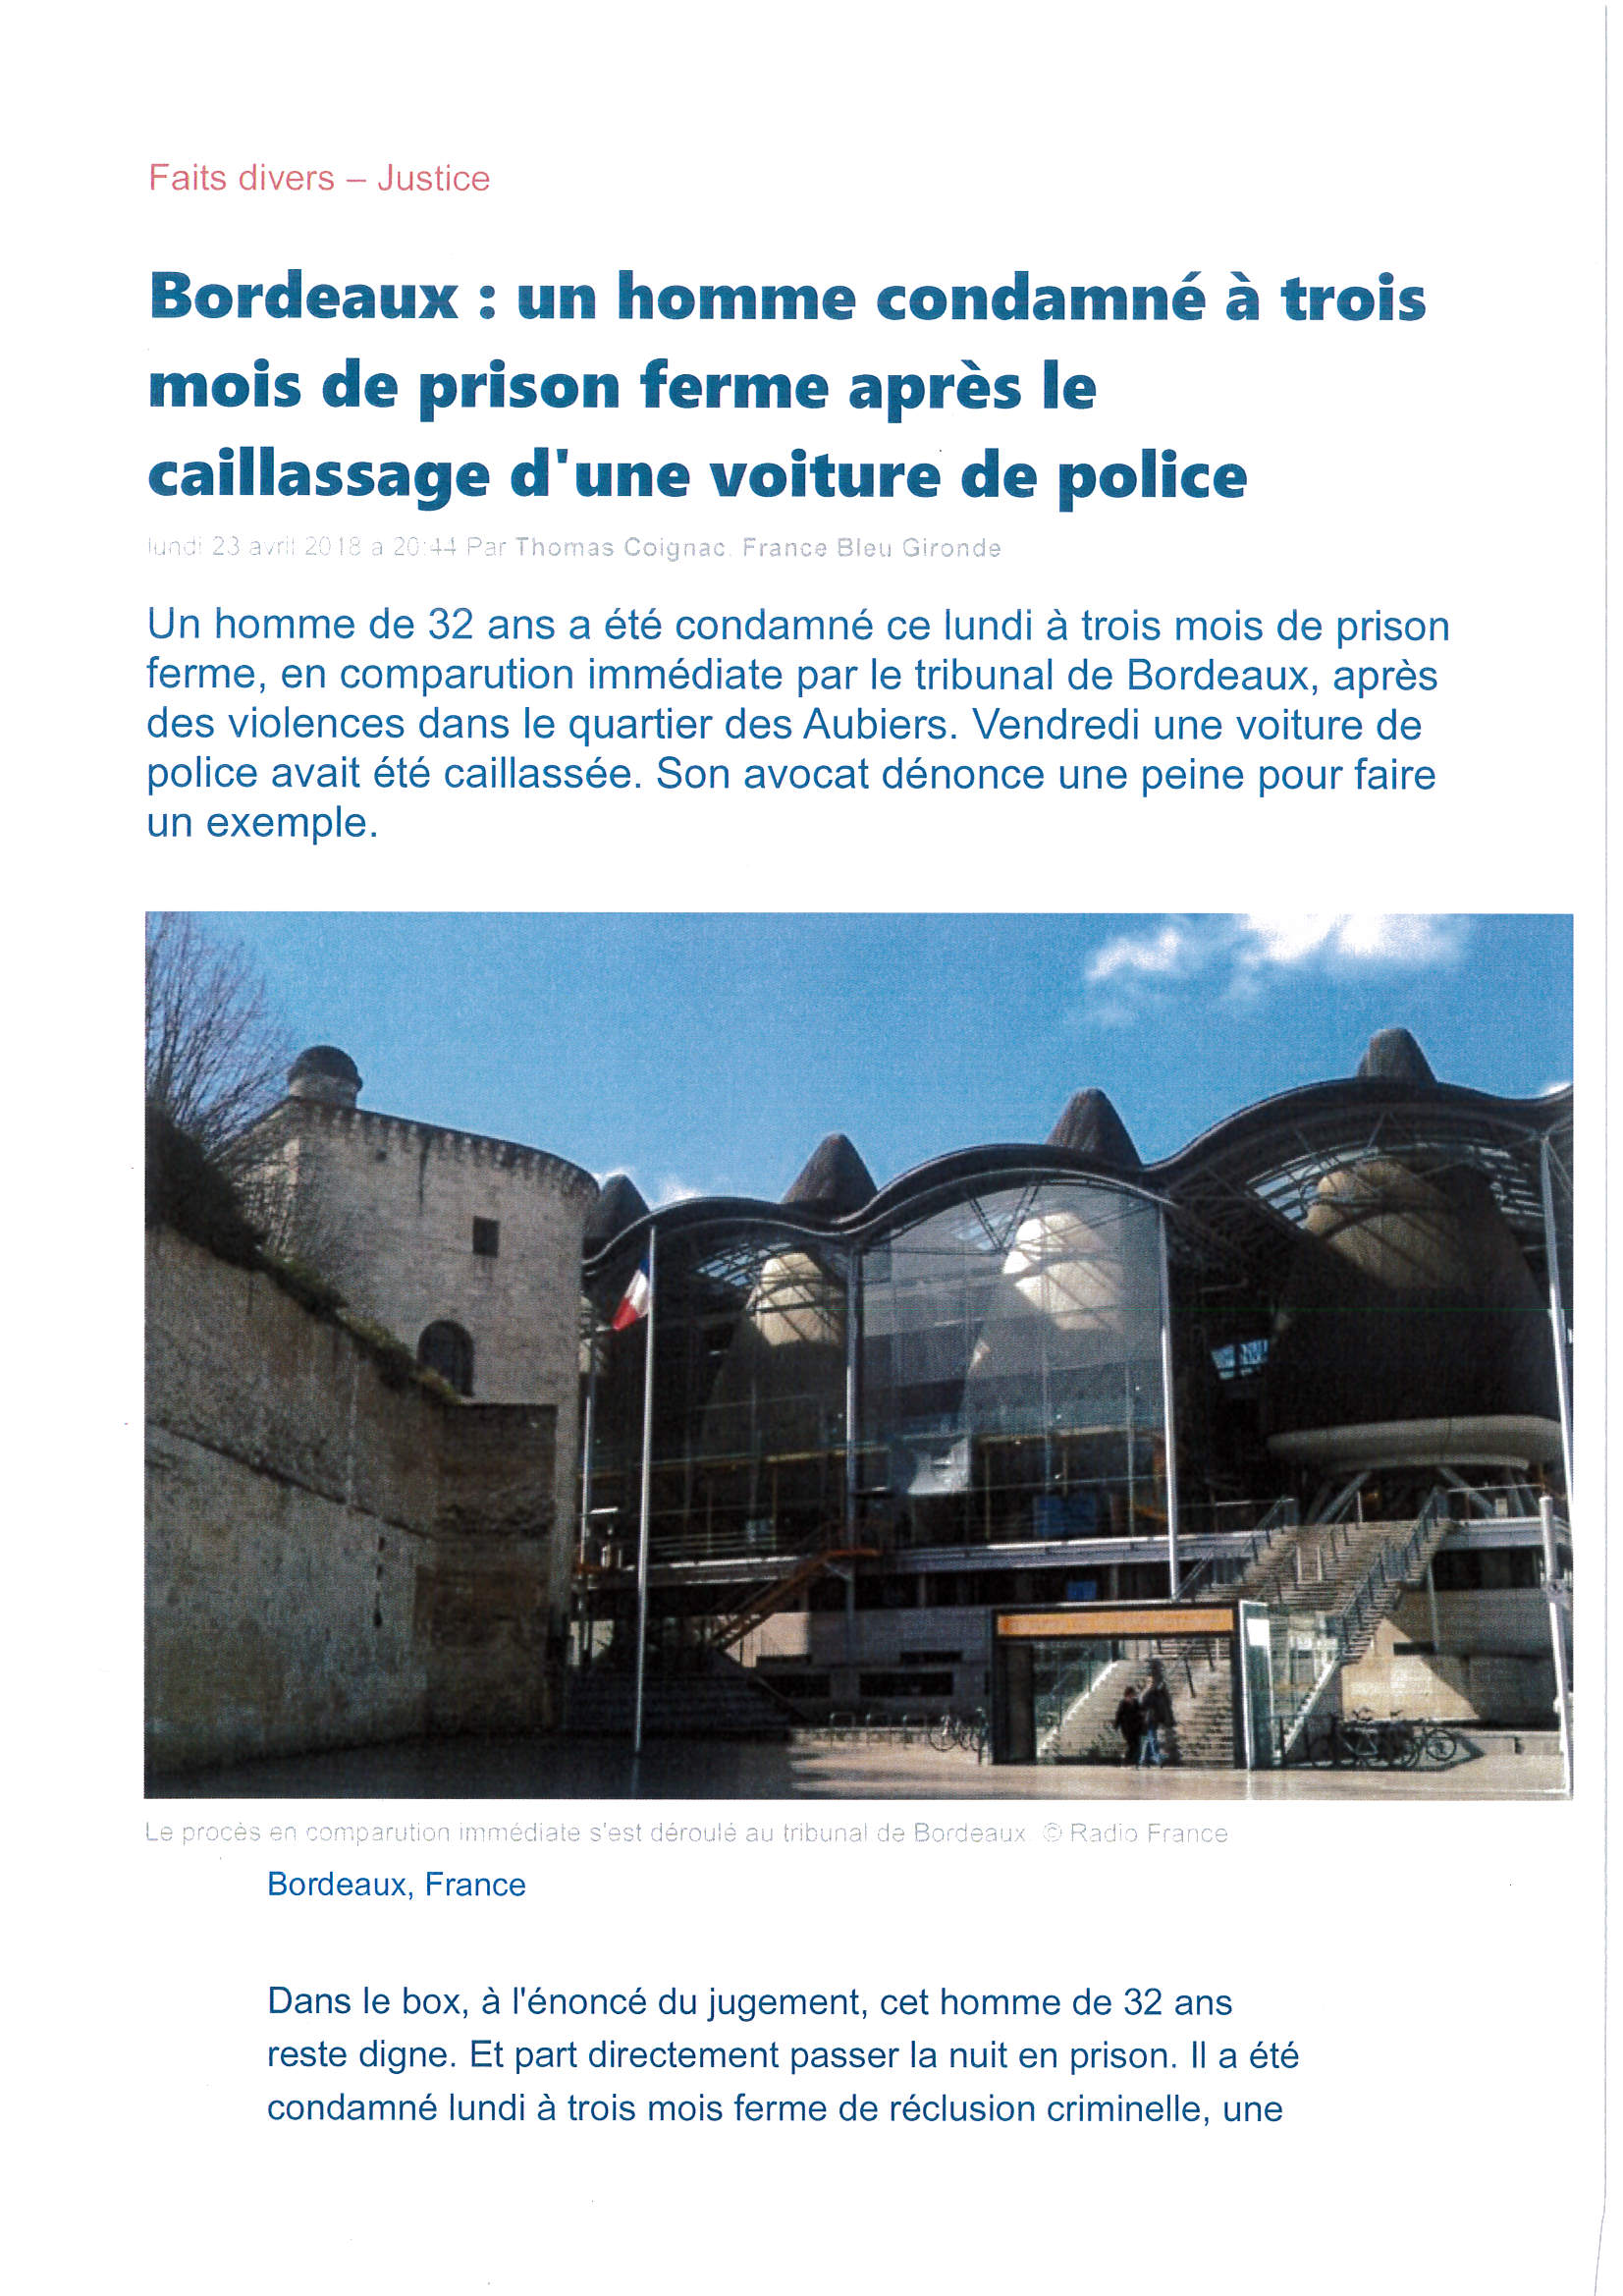 Faits divers – Justice
Bordeaux : un homme condamné à trois
mois de prison ferme après le
caillassage d'une voiture de police
lundi 23 avril 2018 à 20:44 Par Thomas Coignac, France Bleu Gironde
Un homme de 32 ans a été condamné ce lundi à trois mois de prison
ferme, en comparution immédiate par le tribunal de Bordeaux, après
des violences dans le quartier des Aubiers. Vendredi une voiture de
police avait été caillassée. Son avocat dénonce une peine pour faire
un exemple.
Le procès en comparution immédiate s'est déroulé au tribunal de Bordeaux © Radio France
Bordeaux, France
Dans le box, à l'énoncé du jugement, cet homme de 32 ans
reste digne. Et part directement passer la nuit en prison. Il a été
condamné lundi à trois mois ferme de réclusion criminelle, une